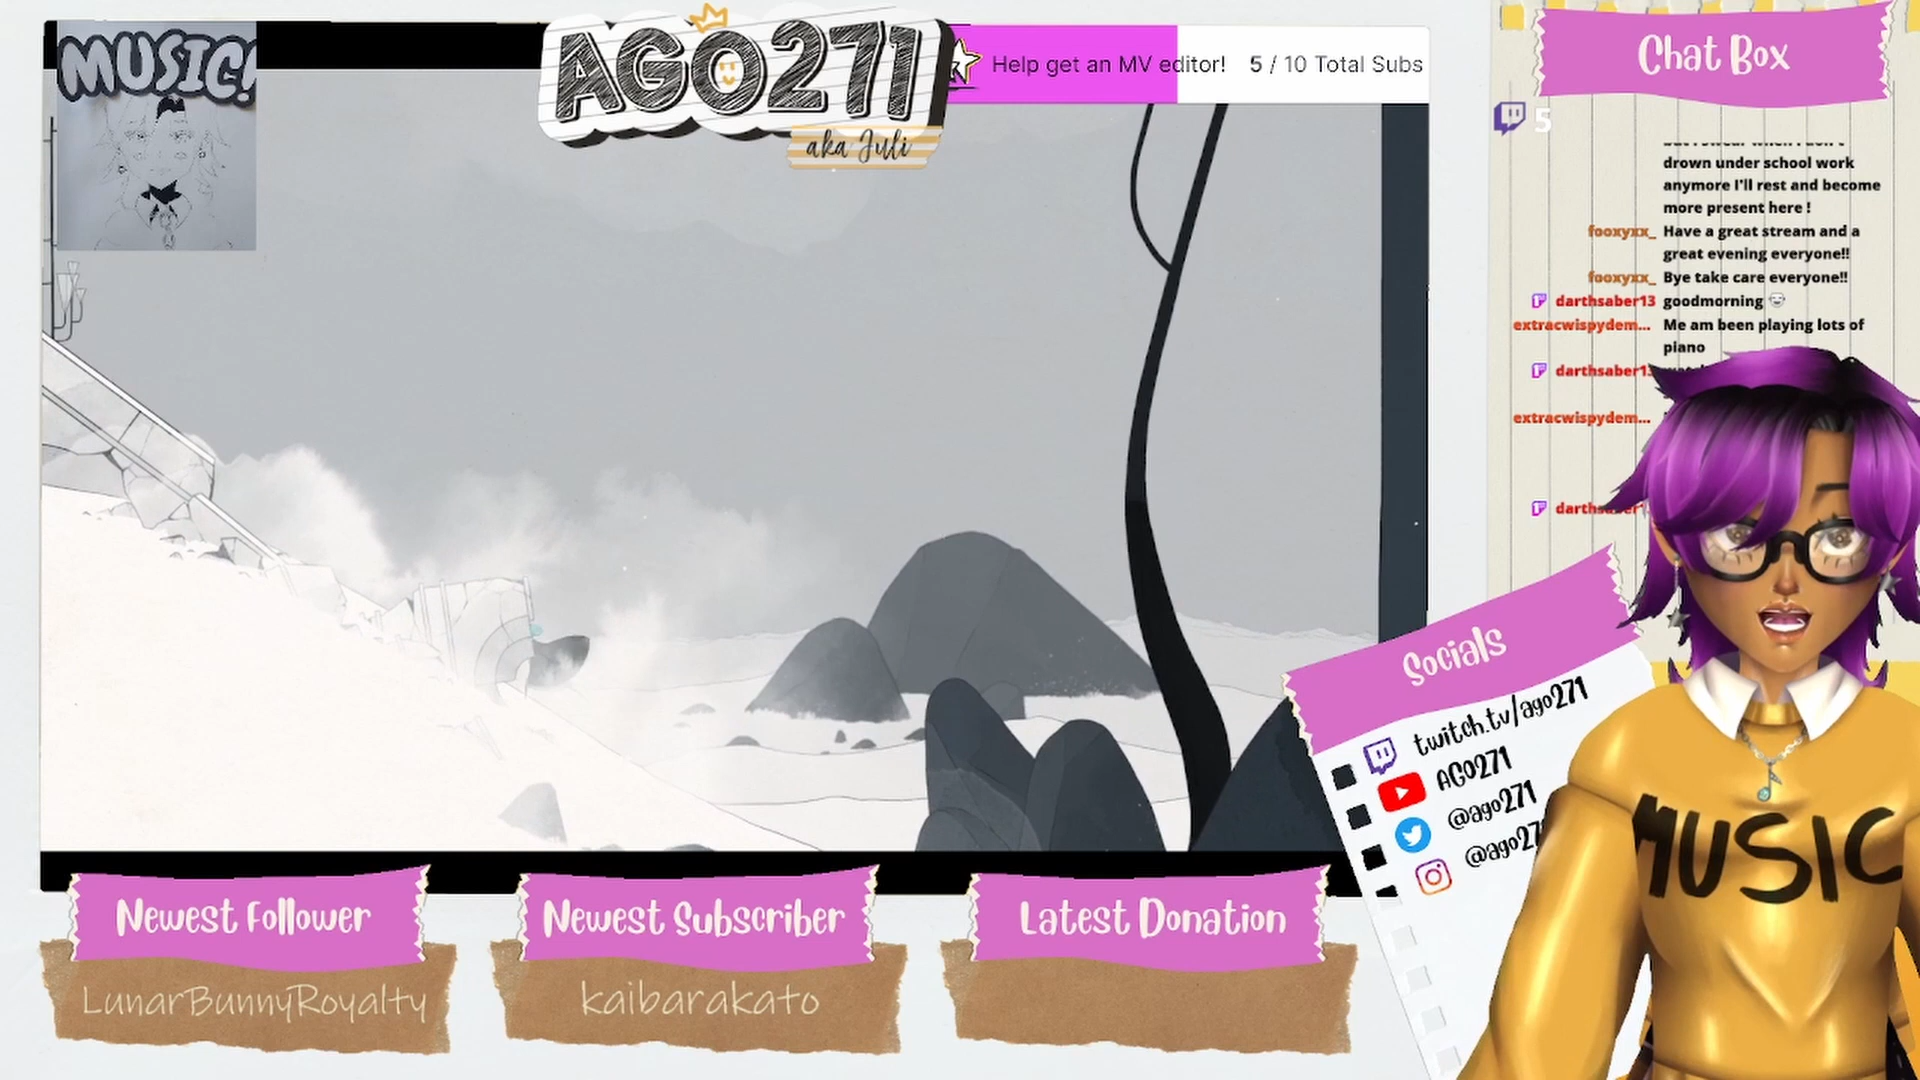 MUSIC!
AGO271
aka Juli
Help get an MV editor! 5 / 10 Total Subs
Chat Box
5
drown under school work
anymore I'll rest and become
more present here !
fooxyxx_ Have a great stream and a
great evening everyone!!
fooxyxx_ Bye take care everyone!!
darthsaber13 goodmorning
extracwispydem... Me am been playing lots of
piano
darthsaber13
extracwispydem...
Socials
twitch.tv/ago271
AGO271
@ago271
MUSIC
Newest Follower
Newest Subscriber
Latest Donation
LunarBunnyRoyalty
kaibarakato